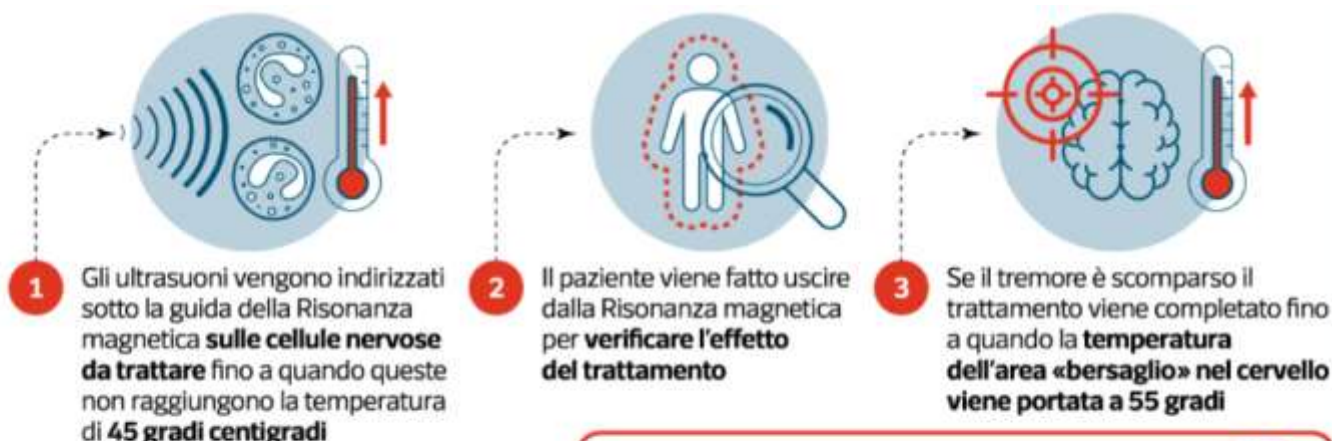 1
Gli ultrasuoni vengono indirizzati
sotto la guida della Risonanza
magnetica sulle cellule nervose
da trattare fino a quando queste
non raggiungono la temperatura
di 45 gradi centigradi
2
Il paziente viene fatto uscire
dalla Risonanza magnetica
per verificare l'effetto
del trattamento
3
Se il tremore è scomparso il
trattamento viene completato fino
a quando la temperatura
dell'area «bersaglio» nel cervello
viene portata a 55 gradi